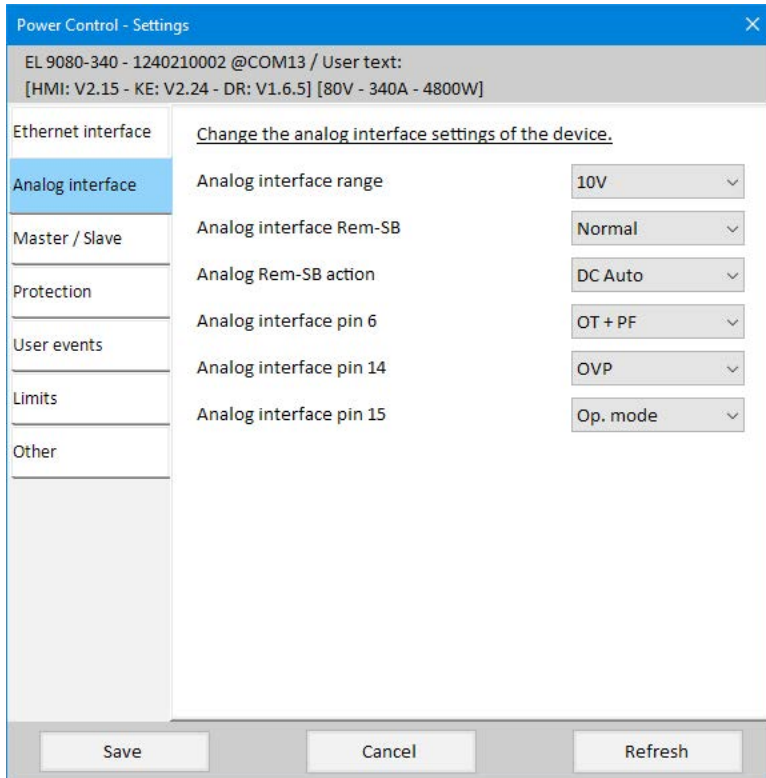 Power Control - Settings
EL 9080-340 - 1240210002 @COM13 / User text:
[HMI: V2.15 - KE: V2.24 - DR: V1.6.5] [80V - 340A - 4800W]
Ethernet interface
Analog interface
Master / Slave
Protection
User events
Limits
Other
Change the analog interface settings of the device.
Analog interface range 10V
Analog interface Rem-SB Normal
Analog Rem-SB action DC Auto
Analog interface pin 6 OT + PF
Analog interface pin 14 OVP
Analog interface pin 15 Op. mode
Save Cancel Refresh